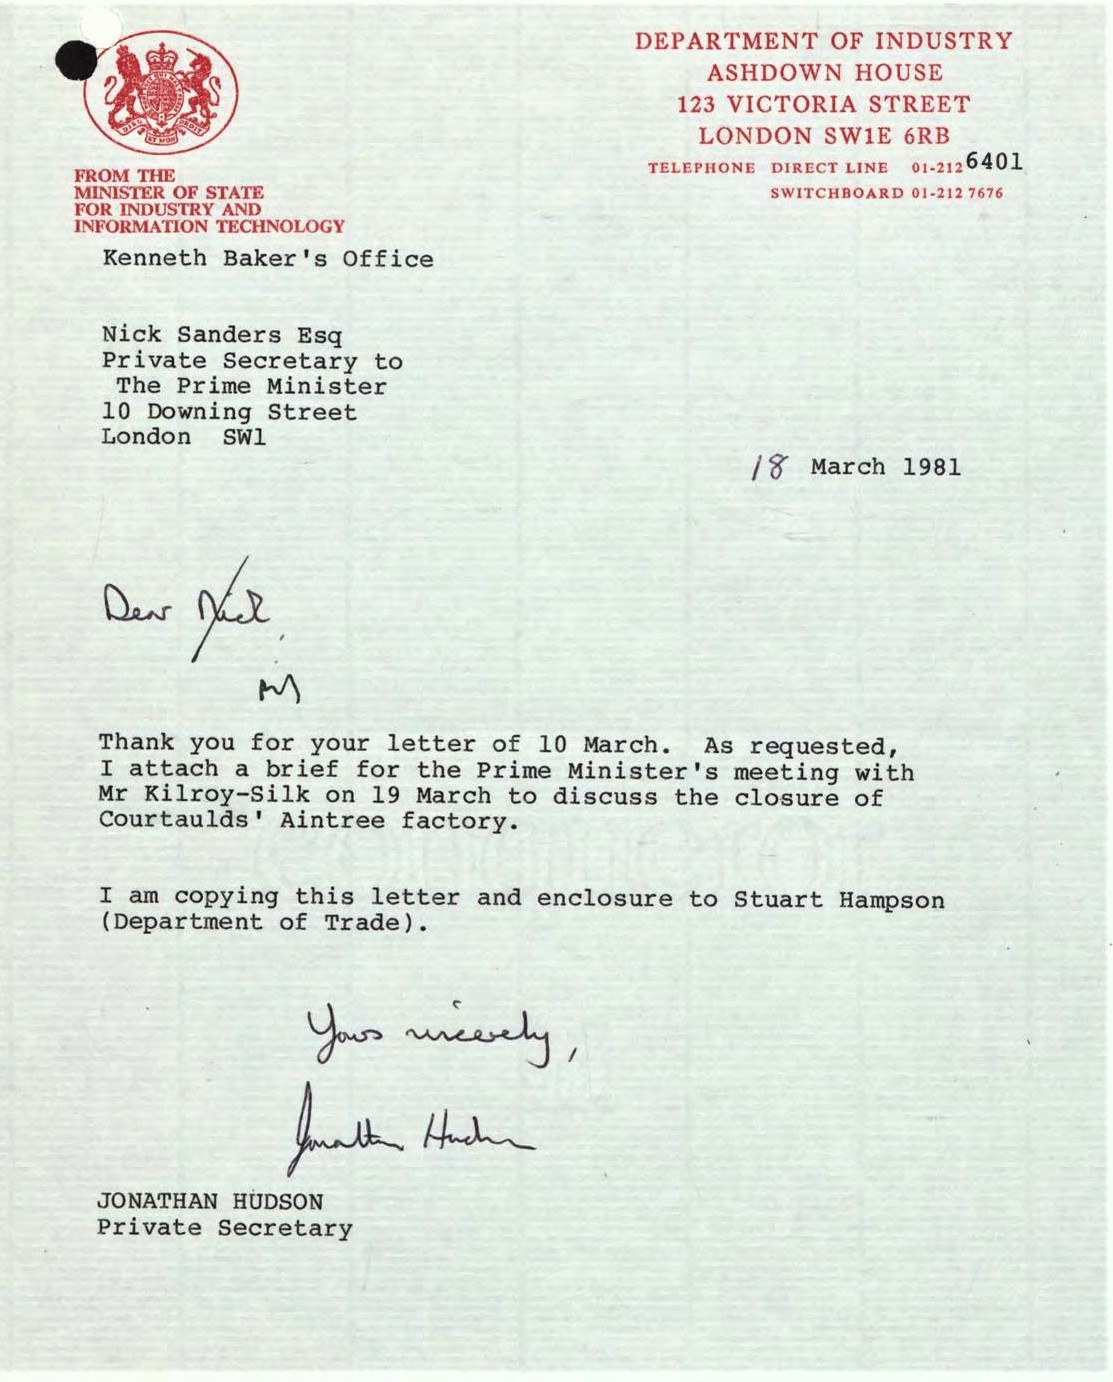 DEPARTMENT OF INDUSTRY
ASHDOWN HOUSE
123 VICTORIA STREET
LONDON SW1E 6RB
TELEPHONE DIRECT LINE 01-212 6401
SWITCHBOARD 01-212 7676
FROM THE
MINISTER OF STATE
FOR INDUSTRY AND
INFORMATION TECHNOLOGY
Kenneth Baker's Office
Nick Sanders Esq
Private Secretary to
The Prime Minister
10 Downing Street
London SW1
18 March 1981
Dear Nick,
Thank you for your letter of 10 March. As requested,
I attach a brief for the Prime Minister's meeting with
Mr Kilroy-Silk on 19 March to discuss the closure of
Courtaulds' Aintree factory.
I am copying this letter and enclosure to Stuart Hampson
(Department of Trade).
Yours sincerely,
Jonathan Hudson
JONATHAN HUDSON
Private Secretary